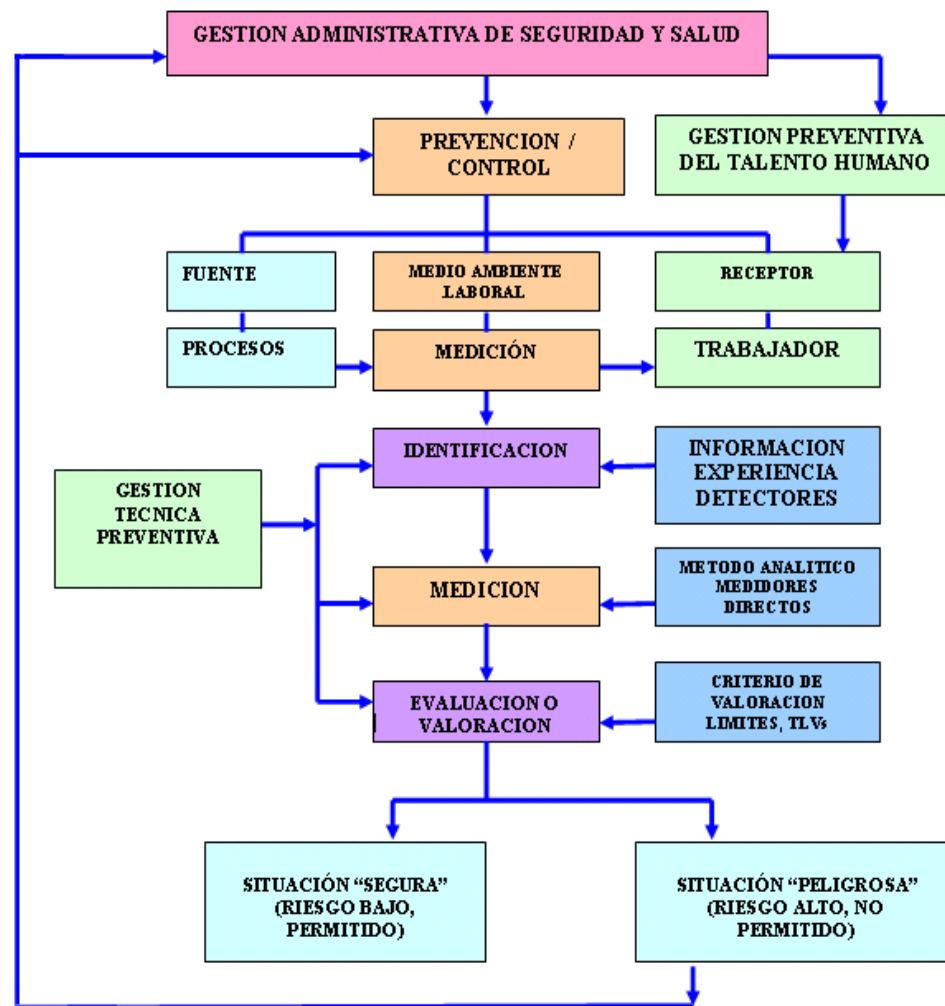 GESTION ADMINISTRATIVA DE SEGURIDAD Y SALUD
PREVENCION /
CONTROL
GESTION PREVENTIVA
DEL TALENTO HUMANO
FUENTE
MEDIO AMBIENTE
LABORAL
RECEPTOR
PROCESOS
MEDICIÓN
TRABAJADOR
IDENTIFICACION
INFORMACION
EXPERIENCIA
DETECTORES
GESTION
TECNICA
PREVENTIVA
MEDICION
METODO ANALITICO
MEDIDORES
DIRECTOS
EVALUACION O
VALORACION
CRITERIO DE
VALORACION
LIMITES, TLVs
SITUACIÓN “SEGURA”
(RIESGO BAJO,
PERMITIDO)
SITUACIÓN “PELIGROSA”
(RIESGO ALTO, NO
PERMITIDO)